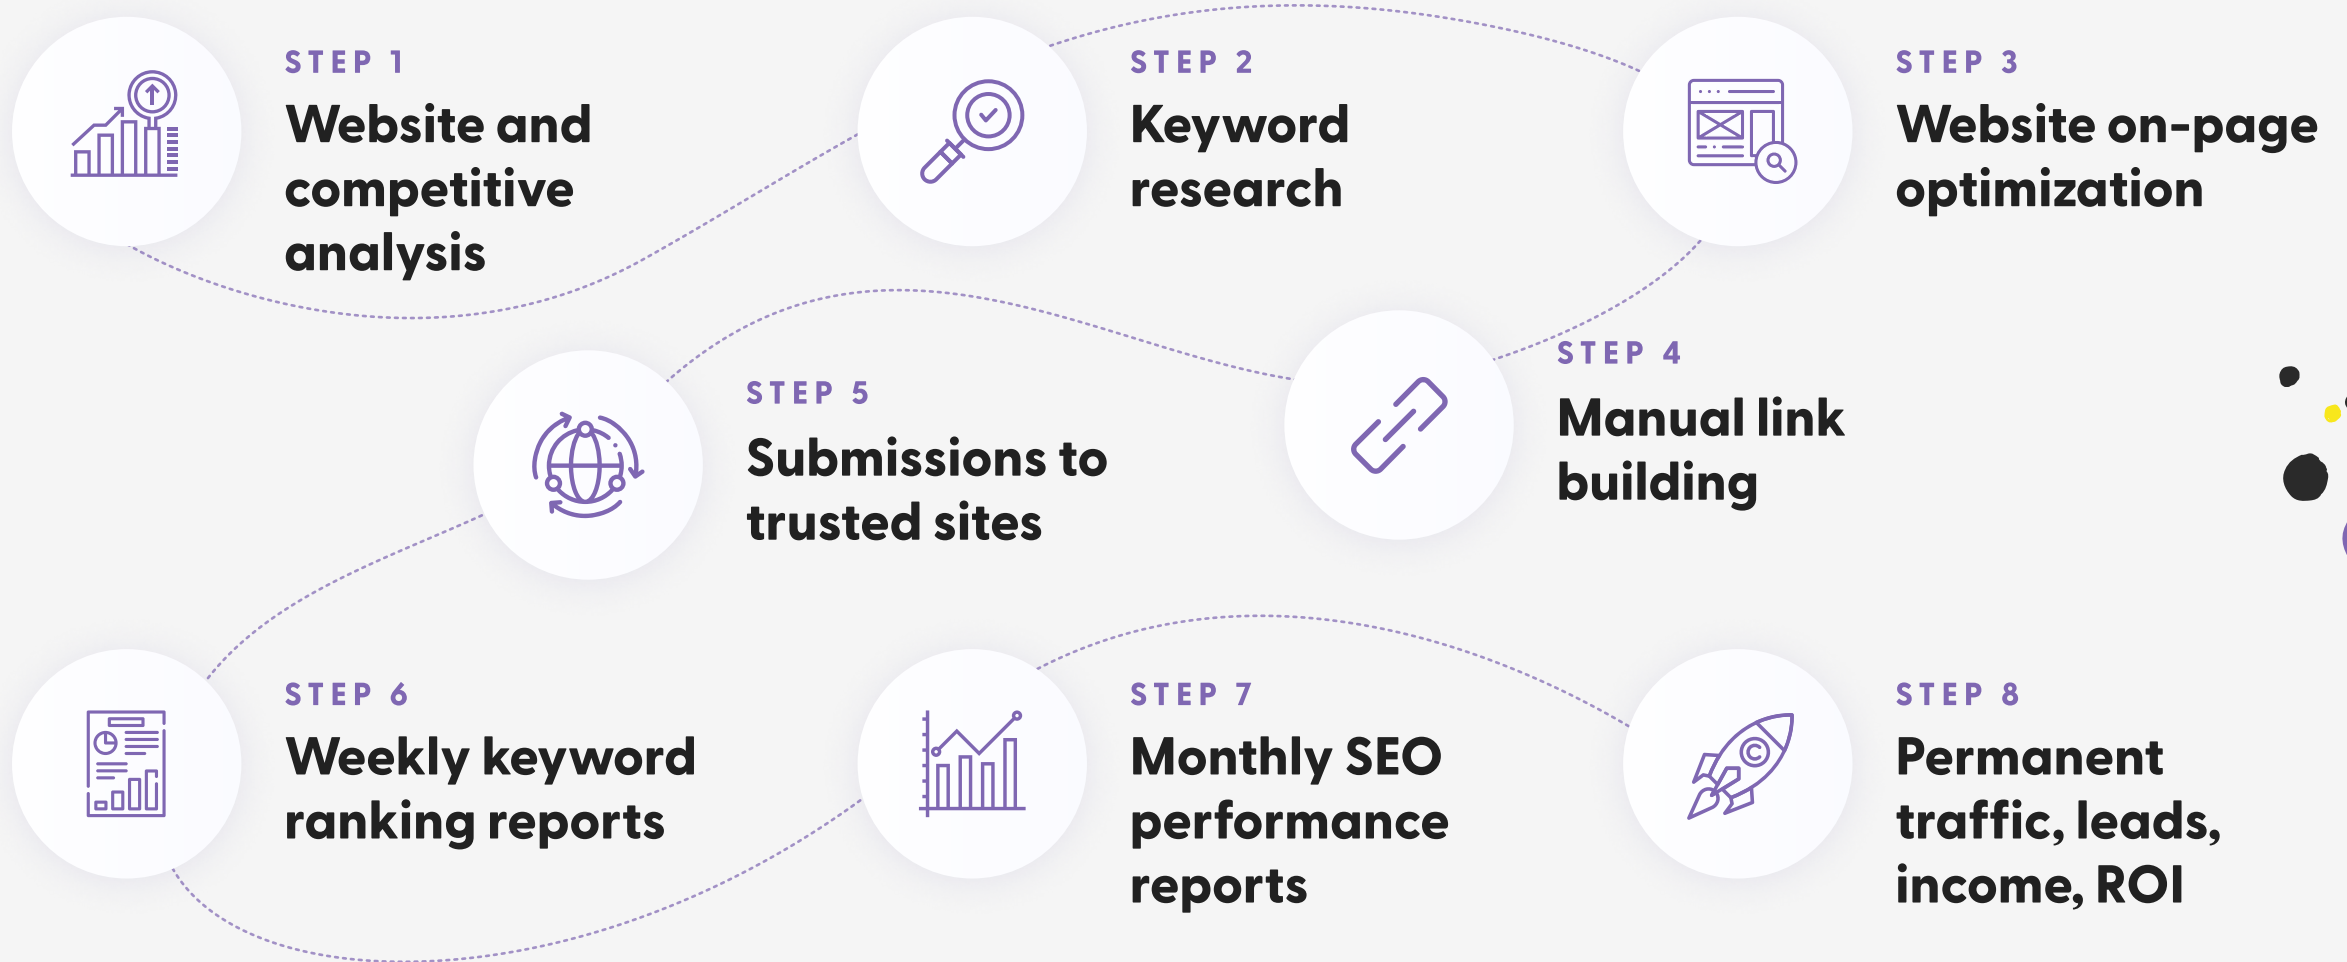 STEP 1
Website and
competitive
analysis
STEP 2
Keyword
research
STEP 3
Website on-page
optimization
STEP 4
Manual link
building
STEP 5
Submissions to
trusted sites
STEP 6
Weekly keyword
ranking reports
STEP 7
Monthly SEO
performance
reports
STEP 8
Permanent
traffic, leads,
income, ROI